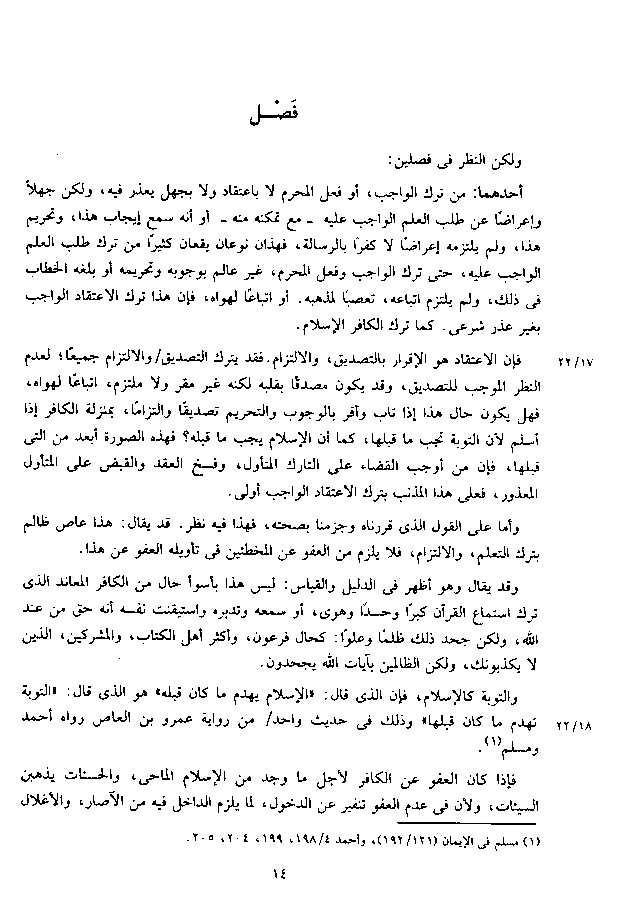 فَصْـــل
ولكن النظر فى فصلين:
أحدهما: من ترك الواجب، أو فعل المحرم لا باعتقاد ولا بجهل يعذر فيه، ولكن جهلاً
وإعراضًا عن طلب العلم الواجب عليه ـ مع تمكنه منه ـ أو أنه سمع إيجاب هذا، وتحريم
هذا، ولم يلتزمه إعراضًا لا كفرًا بالرسالة، فهذان نوعان يقعان كثيرًا من ترك طلب العلم
الواجب عليه، حتى ترك الواجب وفعل المحرم، غير عالم بوجوبه وتحريمه أو بلغه الخطاب
فى ذلك، ولم يلتزم اتباعه، تعصبًا لمذهبه. أو اتباعًا لهواه، فإن هذا ترك الاعتقاد الواجب
بغير عذر شرعى. كما ترك الكافر الإسلام.
٢٢/١٧ فإن الاعتقاد هو الإقرار بالتصديق، والالتزام. فقد يترك التصديق/ والالتزام جميعًا؛ لعدم
النظر الموجب للتصديق، وقد يكون مصدقًا بقلبه لكنه غير مقر ولا ملتزم، اتباعًا لهواه،
فهل يكون حال هذا إذا تاب وأقر بالوجوب والتحريم تصديقًا والتزامًا، بمنزلة الكافر إذا
أسلم لأن التوبة تجب ما قبلها، كما أن الإسلام يجب ما قبله؟ فهذه الصورة أبعد من التى
قبلها، فإن من أوجب القضاء على التارك المتأول، وفسخ العقد والقبض على المتأول
المعذور، فعلى هذا المذنب بترك الاعتقاد الواجب أولى.
وأما على القول الذى قررناه وجزمنا بصحته، فهذا فيه نظر. قد يقال: هذا عاص ظالم
بترك التعلم، والالتزام، فلا يلزم من العفو عن المخطئين فى تأويله العفو عن هذا.
وقد يقال وهو أظهر فى الدليل والقياس: ليس هذا بأسوأ حال من الكافر المعاند الذى
ترك استماع القرآن كبرًا وحسدًا وهوى، أو سمعه وتدبره واستيقنت نفسه أنه حق من عند
الله، ولكن جحد ذلك ظلمًا وعلوًا: كحال فرعون، وأكثر أهل الكتاب، والمشركين، الذين
لا يكذبونك، ولكن الظالمين بآيات الله يجحدون.
والتوبة كالإسلام، فإن الذى قال: «الإسلام يهدم ما كان قبله» هو الذى قال: «التوبة
٢٢/١٨ تهدم ما كان قبلها» وذلك فى حديث واحد/ من رواية عمرو بن العاص رواه أحمد
ومسلم(١).
فإذا كان العفو عن الكافر لأجل ما وجد من الإسلام الماحى، والحسنات يذهبن
السيئات، ولأن فى عدم العفو تنفير عن الدخول، لما يلزم الداخل فيه من الآصار، والأغلال
(١) مسلم فى الإيمان (١٩٢/١٢١)، وأحمد ١٩٨/٤، ١٩٩، ٢٠٤، ٢٠٥.
١٤